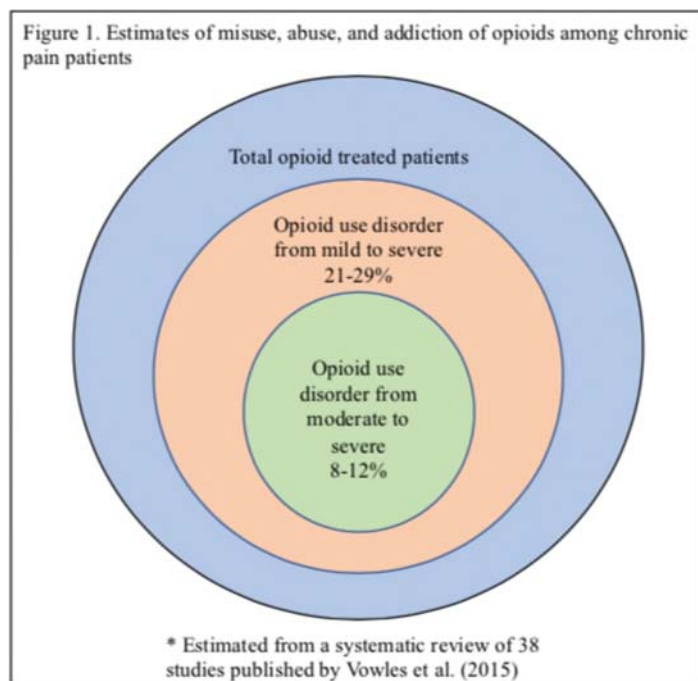 Figure 1. Estimates of misuse, abuse, and addiction of opioids among chronic
pain patients
Total opioid treated patients
Opioid use disorder
from mild to severe
21-29%
Opioid use
disorder from
moderate to
severe
8-12%
* Estimated from a systematic review of 38
studies published by Vowles et al. (2015)